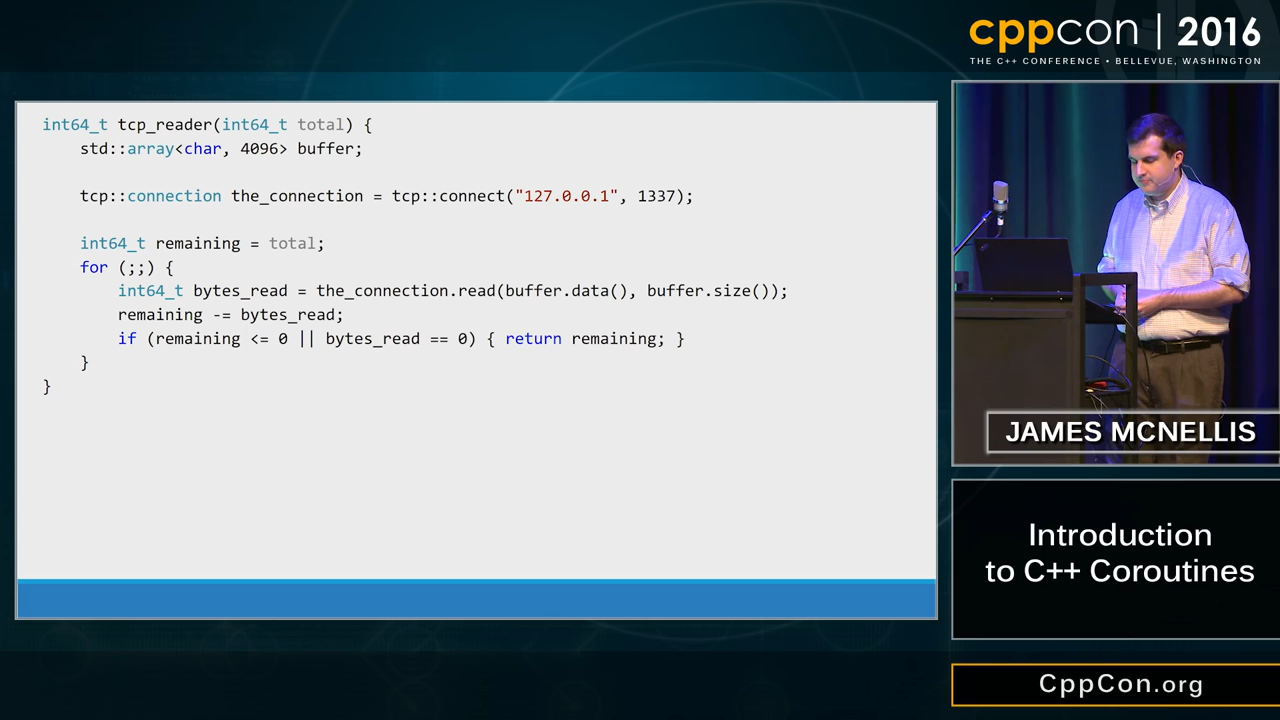 cppcon | 2016
THE C++ CONFERENCE • BELLEVUE, WASHINGTON
int64_t tcp_reader(int64_t total) {
    std::array<char, 4096> buffer;
    tcp::connection the_connection = tcp::connect("127.0.0.1", 1337);
    int64_t remaining = total;
    for (;;) {
        int64_t bytes_read = the_connection.read(buffer.data(), buffer.size());
        remaining -= bytes_read;
        if (remaining <= 0 || bytes_read == 0) { return remaining; }
    }
}
JAMES MCNELLIS
Introduction
to C++ Coroutines
CppCon.org